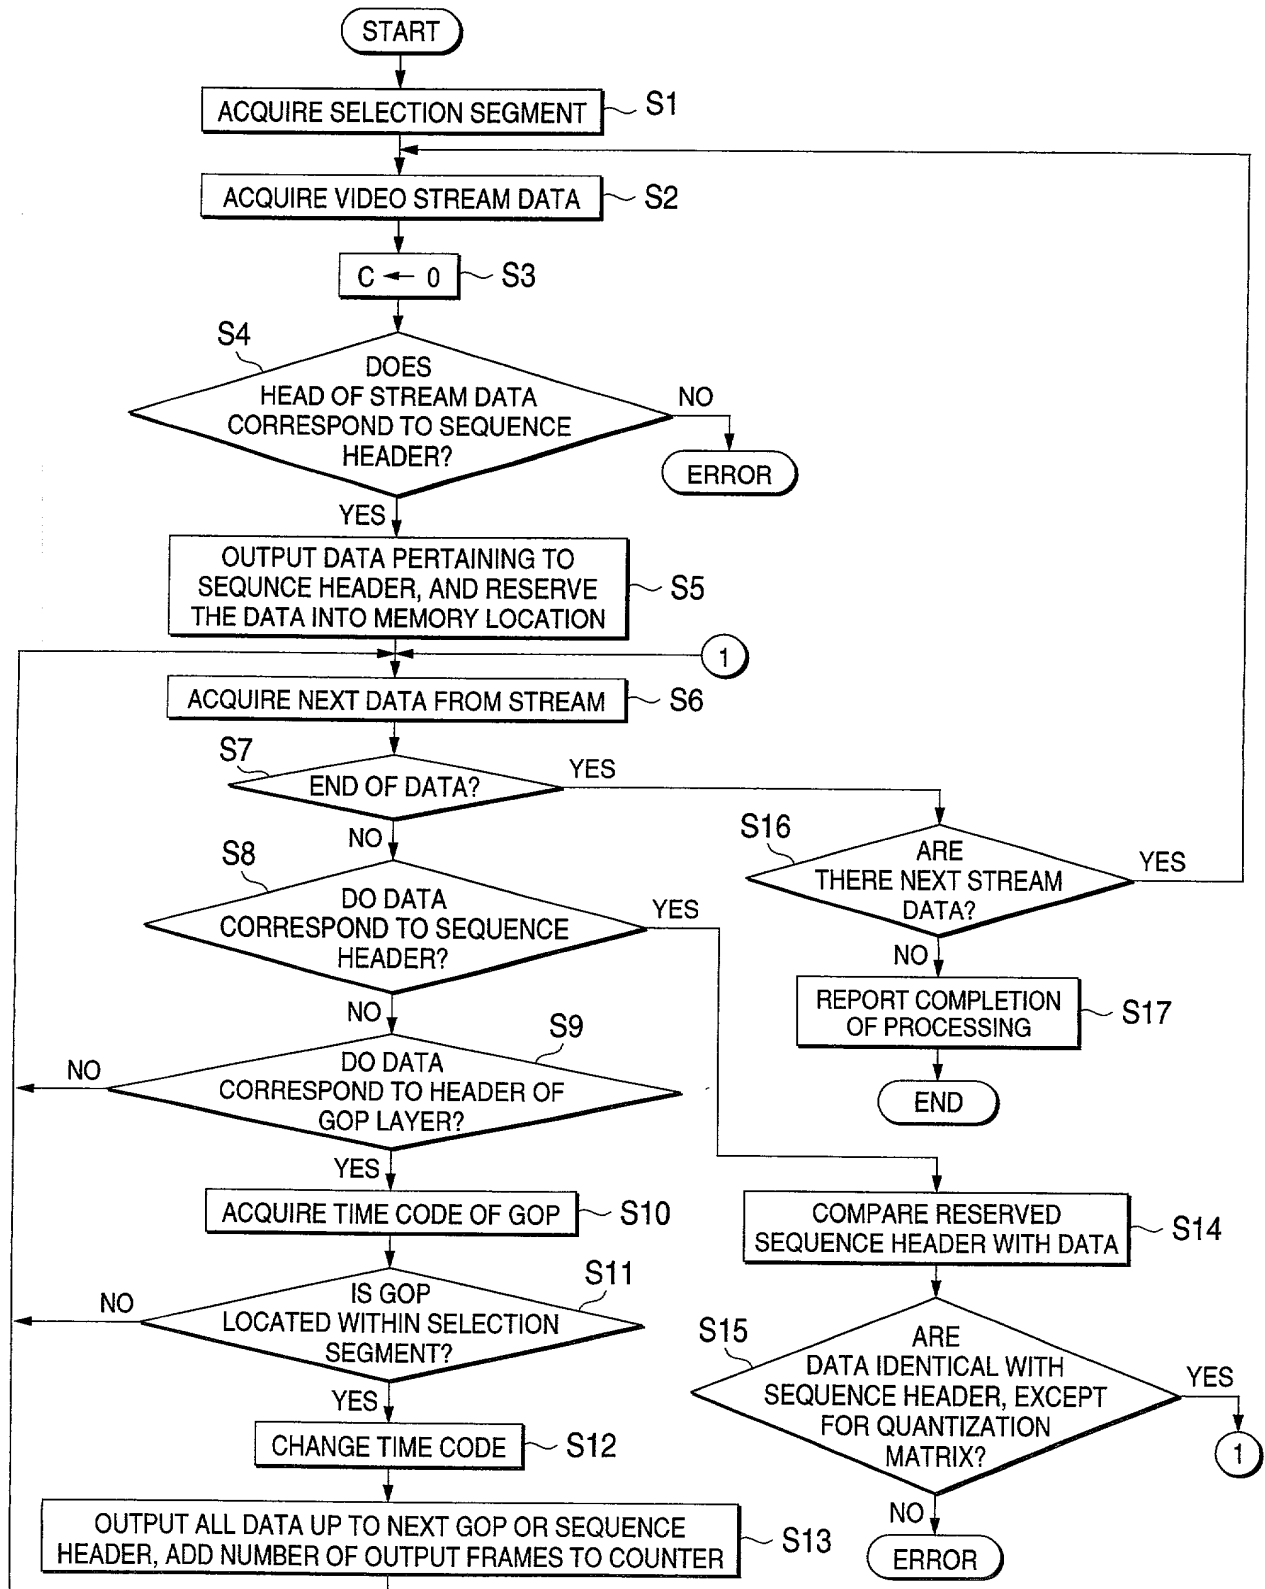 START
ACQUIRE SELECTION SEGMENT
S1
ACQUIRE VIDEO STREAM DATA
S2
C ← 0
S3
S4
DOES
HEAD OF STREAM DATA
CORRESPOND TO SEQUENCE
HEADER?
NO
ERROR
YES
OUTPUT DATA PERTAINING TO
SEQUNCE HEADER, AND RESERVE
THE DATA INTO MEMORY LOCATION
S5
1
ACQUIRE NEXT DATA FROM STREAM
S6
S7
END OF DATA?
YES
NO
S16
ARE
THERE NEXT STREAM
DATA?
YES
NO
REPORT COMPLETION
OF PROCESSING
S17
END
S8
DO DATA
CORRESPOND TO SEQUENCE
HEADER?
YES
NO
S9
DO DATA
CORRESPOND TO HEADER OF
GOP LAYER?
NO
YES
ACQUIRE TIME CODE OF GOP
S10
S11
IS GOP
LOCATED WITHIN SELECTION
SEGMENT?
NO
YES
CHANGE TIME CODE
S12
OUTPUT ALL DATA UP TO NEXT GOP OR SEQUENCE
HEADER, ADD NUMBER OF OUTPUT FRAMES TO COUNTER
S13
COMPARE RESERVED
SEQUENCE HEADER WITH DATA
S14
S15
ARE
DATA IDENTICAL WITH
SEQUENCE HEADER, EXCEPT
FOR QUANTIZATION
MATRIX?
YES
1
NO
ERROR